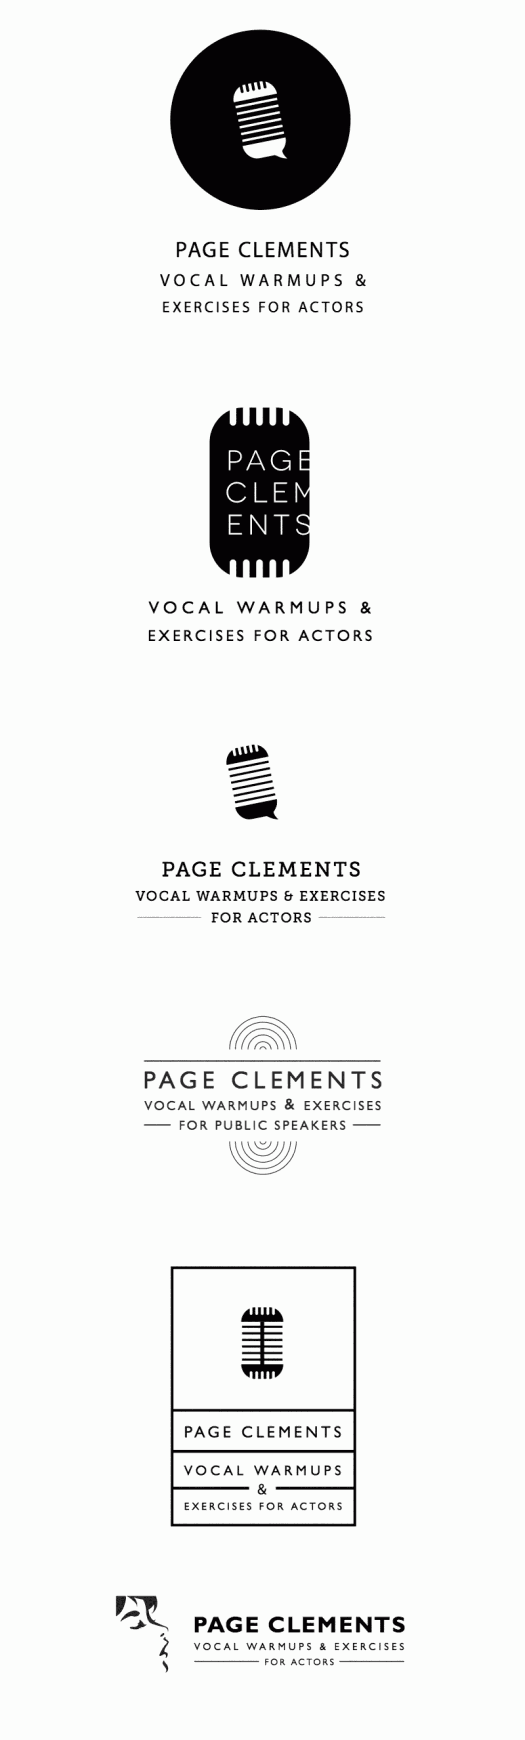 PAGE CLEMENTS
VOCAL WARMUPS &
EXERCISES FOR ACTORS
PAGE
CLEM
ENTS
VOCAL WARMUPS &
EXERCISES FOR ACTORS
PAGE CLEMENTS
VOCAL WARMUPS & EXERCISES
FOR ACTORS
PAGE CLEMENTS
VOCAL WARMUPS & EXERCISES
FOR PUBLIC SPEAKERS
PAGE CLEMENTS
VOCAL WARMUPS
&
EXERCISES FOR ACTORS
PAGE CLEMENTS
VOCAL WARMUPS & EXERCISES
FOR ACTORS